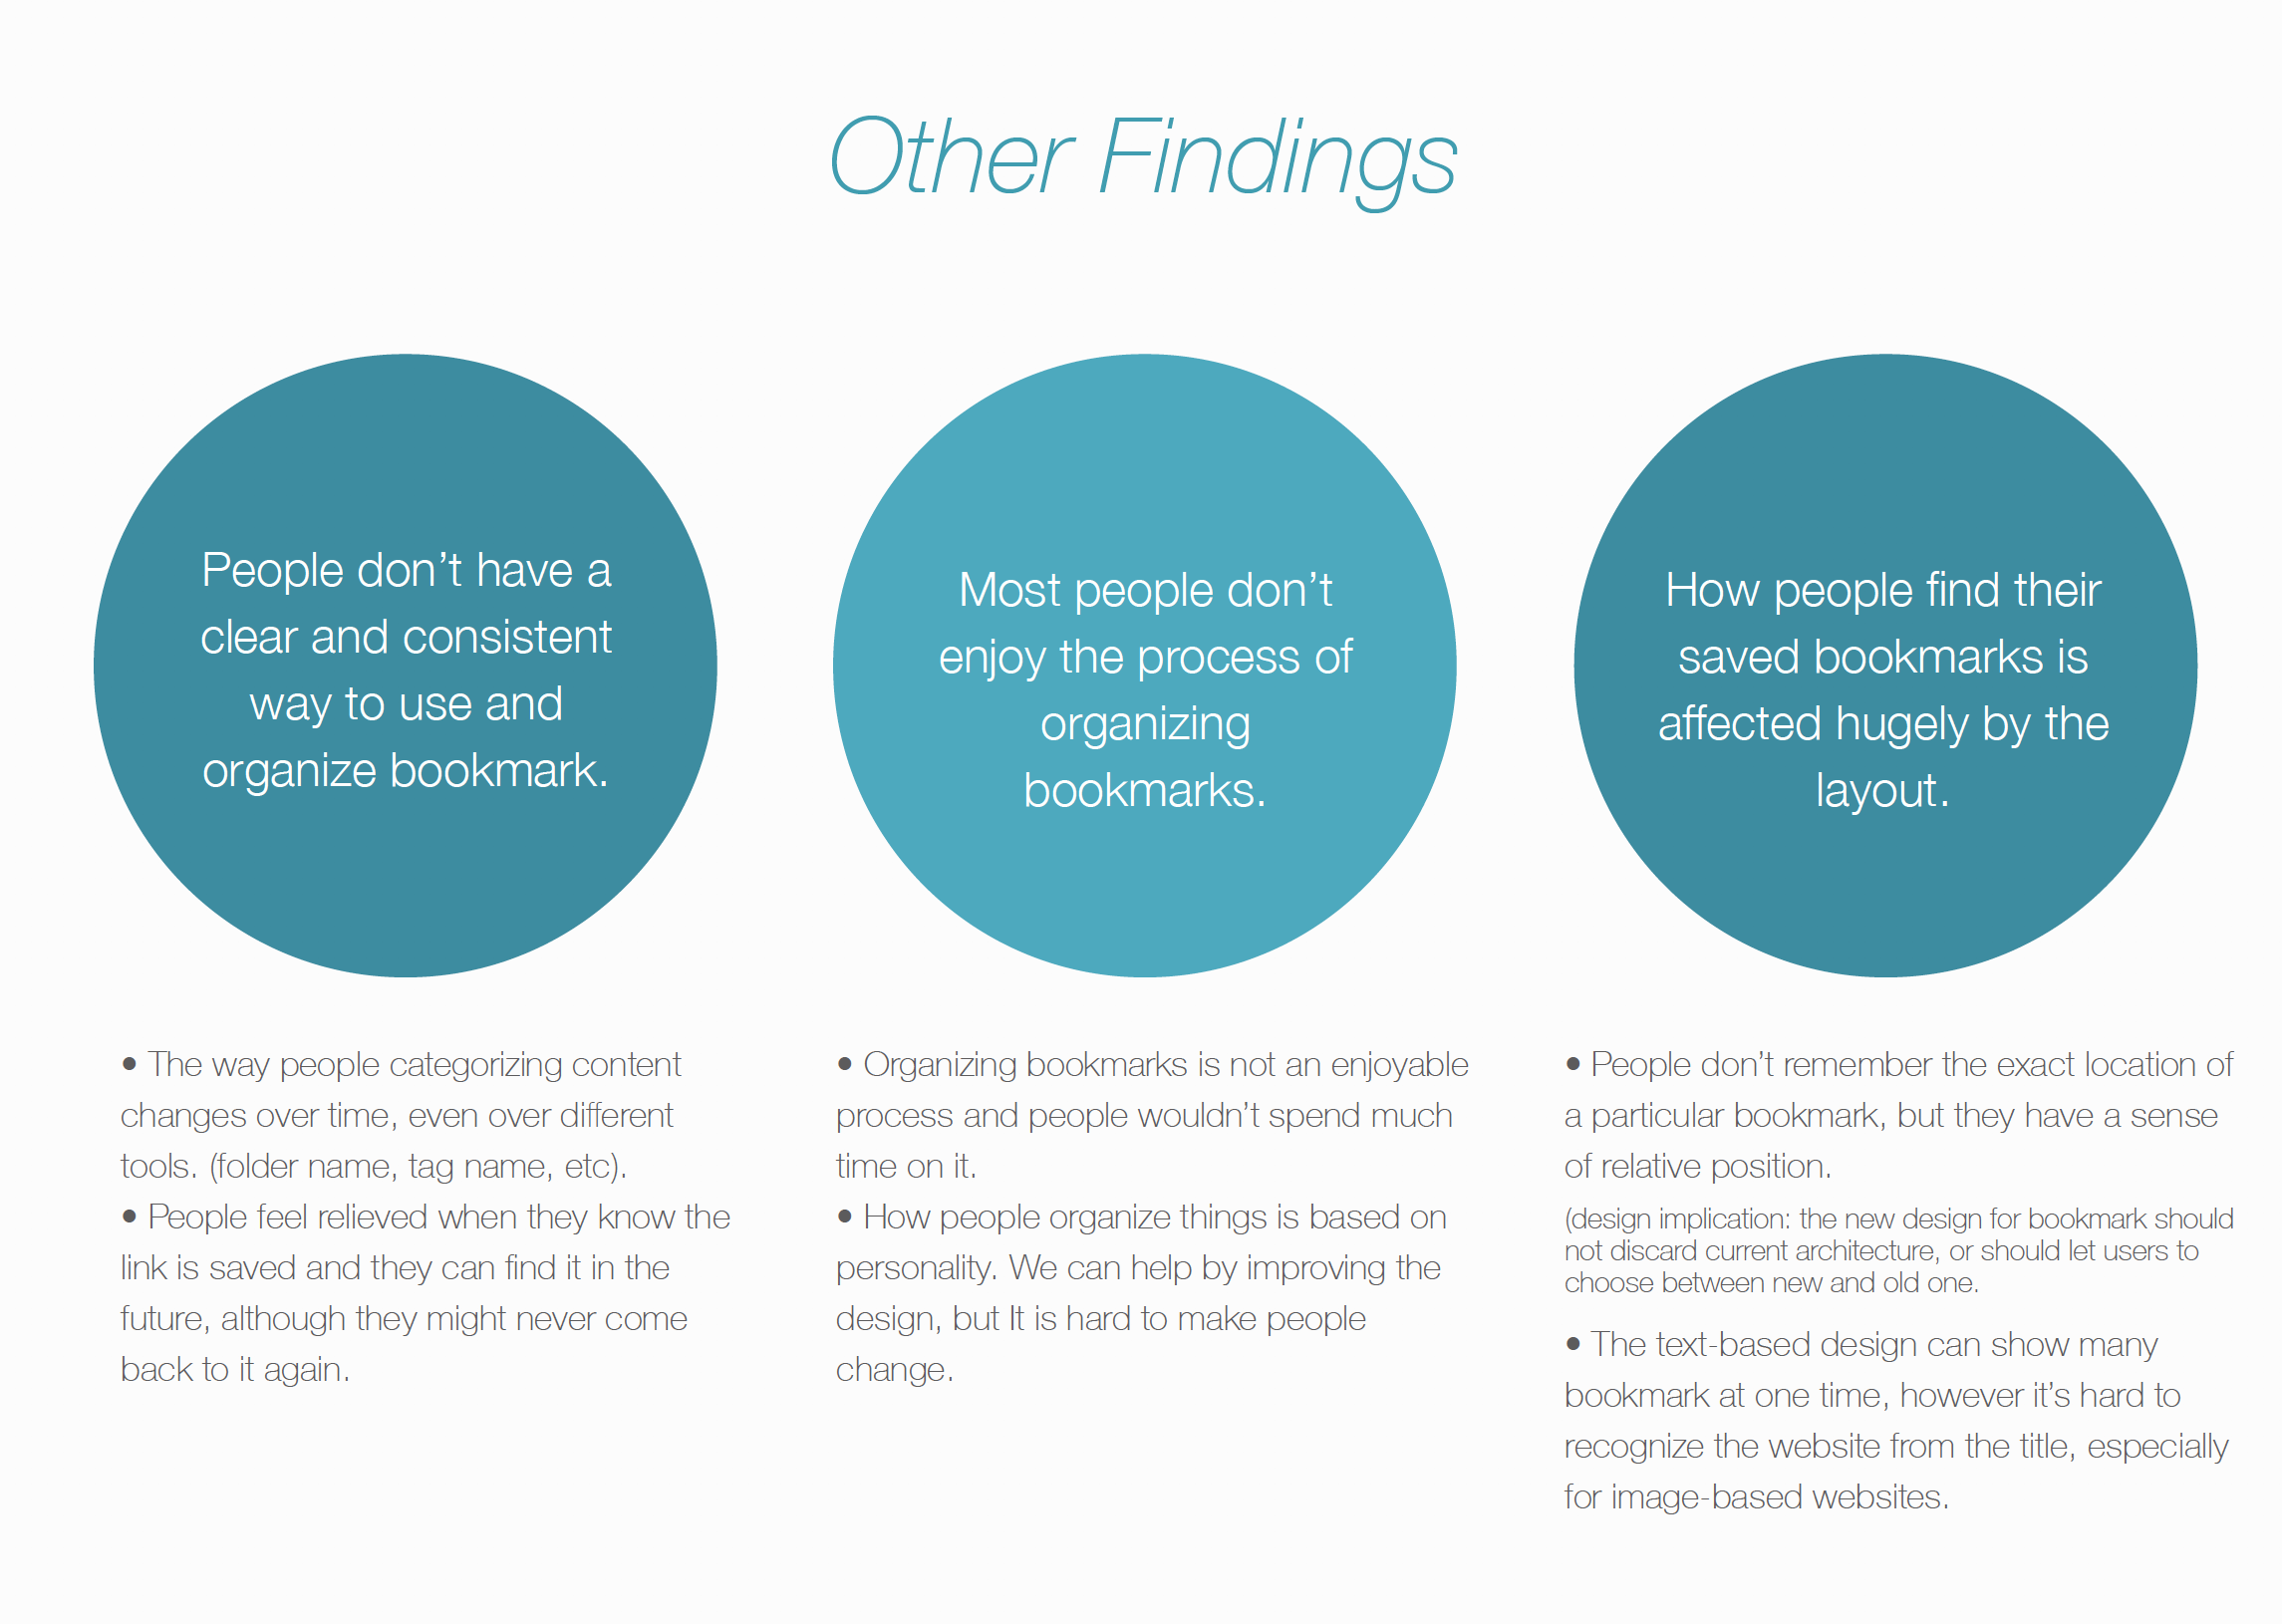 Other Findings
People don’t have a
clear and consistent
way to use and
organize bookmark.
Most people don’t
enjoy the process of
organizing
bookmarks.
How people find their
saved bookmarks is
affected hugely by the
layout.
• The way people categorizing content
changes over time, even over different
tools. (folder name, tag name, etc).
• People feel relieved when they know the
link is saved and they can find it in the
future, although they might never come
back to it again.
• Organizing bookmarks is not an enjoyable
process and people wouldn’t spend much
time on it.
• How people organize things is based on
personality. We can help by improving the
design, but It is hard to make people
change.
• People don’t remember the exact location of
a particular bookmark, but they have a sense
of relative position.
(design implication: the new design for bookmark should
not discard current architecture, or should let users to
choose between new and old one.
• The text-based design can show many
bookmark at one time, however it’s hard to
recognize the website from the title, especially
for image-based websites.